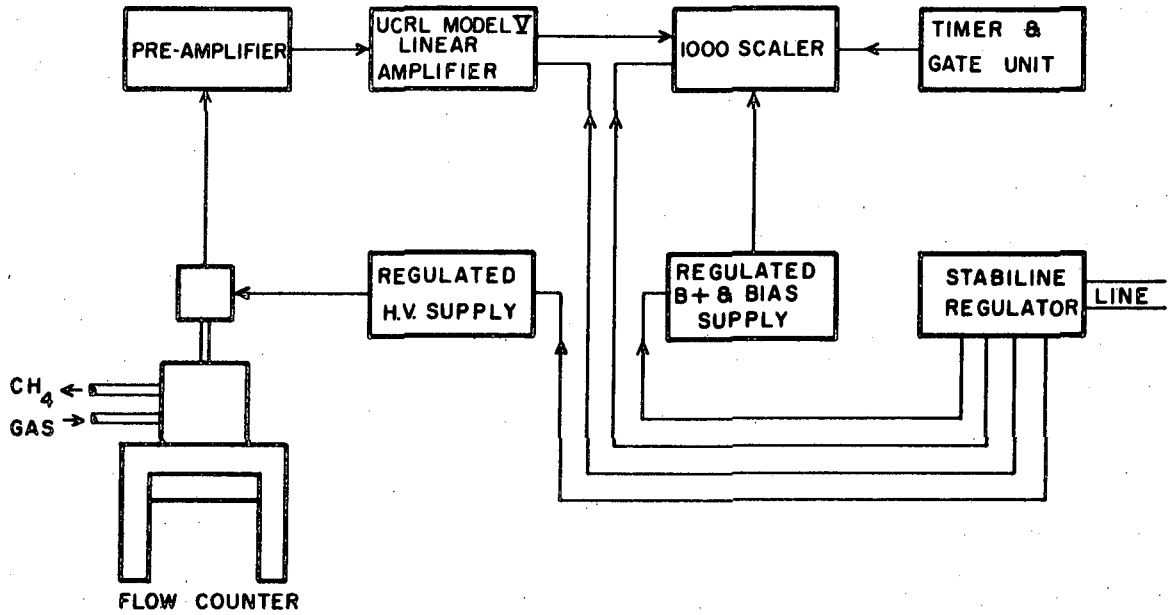 PRE-AMPLIFIER
UCRL MODEL V
LINEAR
AMPLIFIER
1000 SCALER
TIMER &
GATE UNIT
REGULATED
H.V. SUPPLY
REGULATED
B+ & BIAS
SUPPLY
STABILINE
REGULATOR
LINE
CH4
GAS
FLOW COUNTER